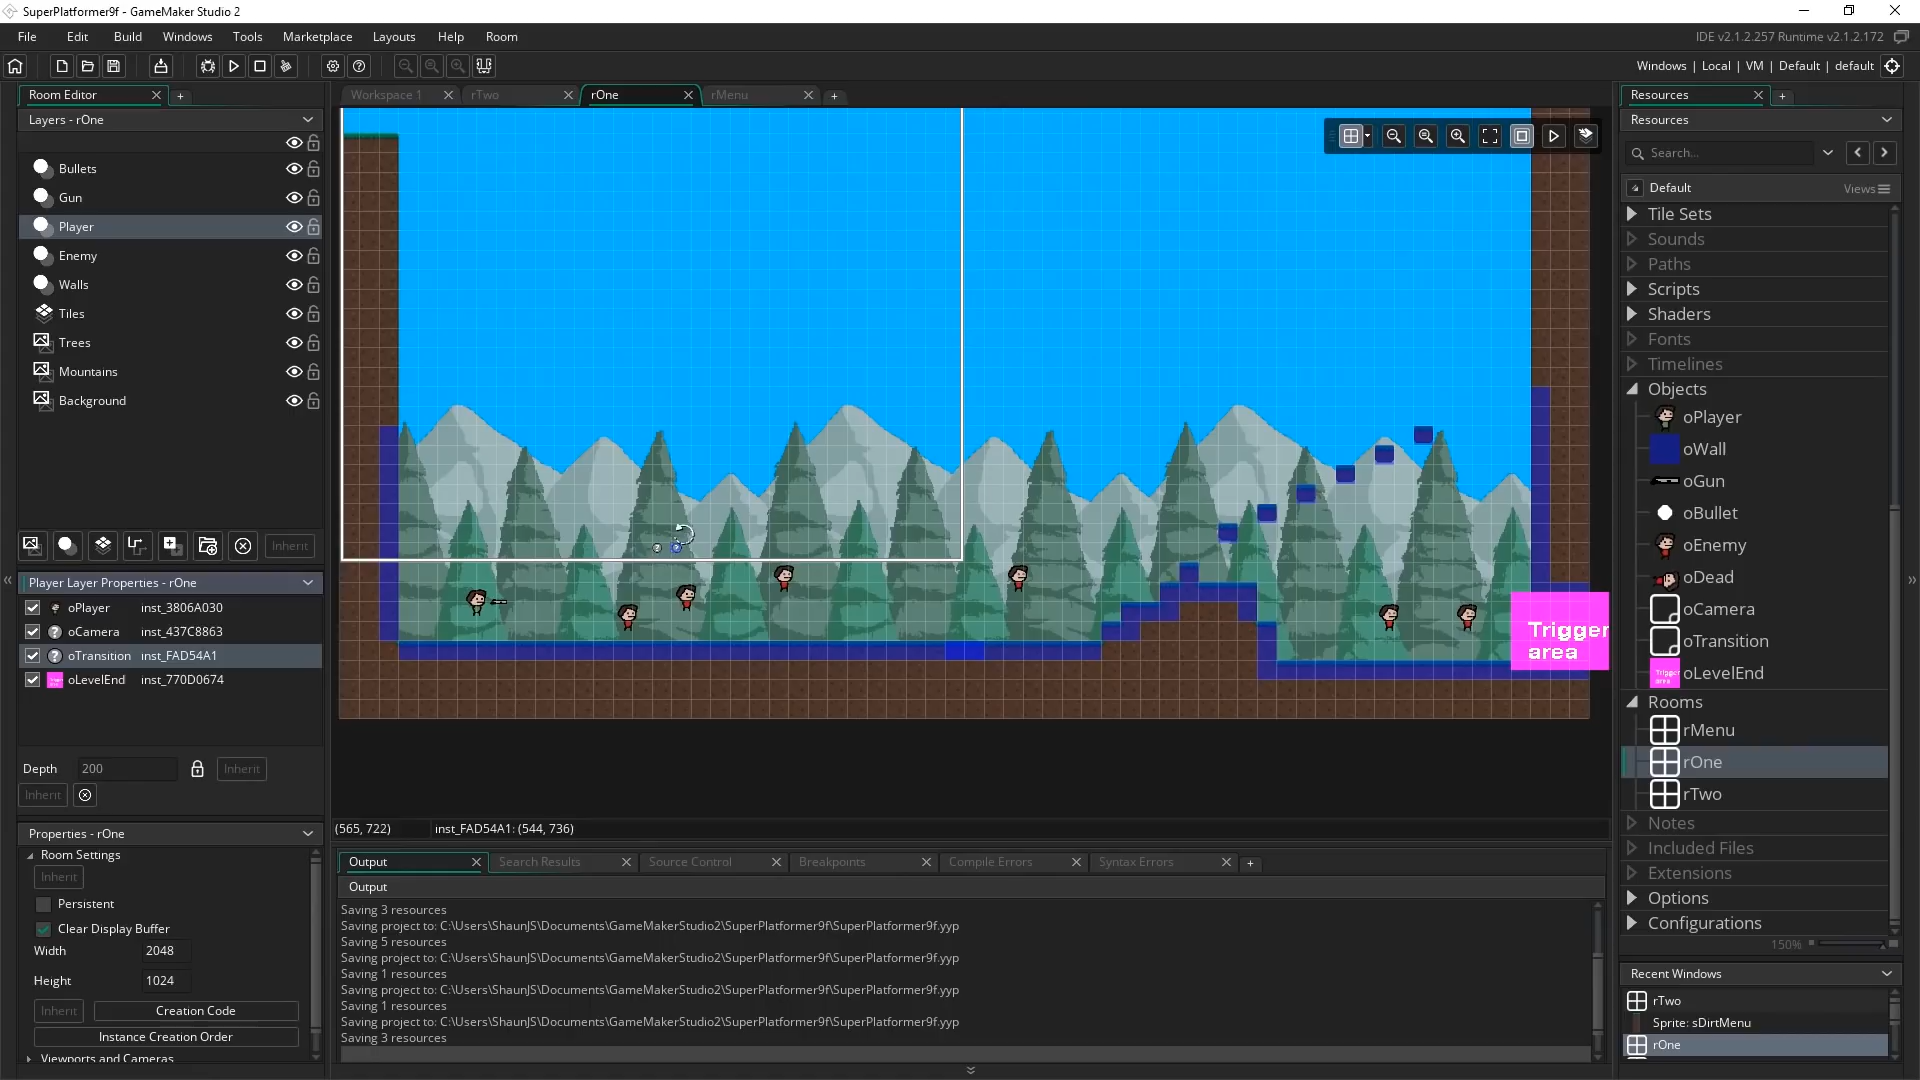 SuperPlatformer9f - GameMaker Studio 2
File Edit Build Windows Tools Marketplace Layouts Help Room
IDE v2.1.2.257 Runtime v2.1.2.172
Windows | Local | VM | Default | default
Room Editor
Layers - rOne
Bullets
Gun
Player
Enemy
Walls
Tiles
Trees
Mountains
Background
Inherit
Player Layer Properties - rOne
oPlayer inst_3806A030
oCamera inst_437C8863
oTransition inst_FAD54A1
oLevelEnd inst_770D0674
Depth 200 Inherit
Inherit
Properties - rOne
Room Settings
Inherit
Persistent
Clear Display Buffer
Width 2048
Height 1024
Inherit Creation Code
Instance Creation Order
Viewports and Cameras
Workspace 1 rTwo rOne rMenu
Trigger
area
(565, 722) inst_FAD54A1: (544, 736)
Output Search Results Source Control Breakpoints Compile Errors Syntax Errors
Output
Saving 3 resources
Saving project to: C:\Users\ShaunJS\Documents\GameMakerStudio2\SuperPlatformer9f\SuperPlatformer9f.yyp
Saving 5 resources
Saving project to: C:\Users\ShaunJS\Documents\GameMakerStudio2\SuperPlatformer9f\SuperPlatformer9f.yyp
Saving 1 resources
Saving project to: C:\Users\ShaunJS\Documents\GameMakerStudio2\SuperPlatformer9f\SuperPlatformer9f.yyp
Saving 1 resources
Saving project to: C:\Users\ShaunJS\Documents\GameMakerStudio2\SuperPlatformer9f\SuperPlatformer9f.yyp
Saving 3 resources
Resources
Resources
Search...
Default Views
Tile Sets
Sounds
Paths
Scripts
Shaders
Fonts
Timelines
Objects
oPlayer
oWall
oGun
oBullet
oEnemy
oDead
oCamera
oTransition
Trigger area oLevelEnd
Rooms
rMenu
rOne
rTwo
Notes
Included Files
Extensions
Options
Configurations
150%
Recent Windows
rTwo
Sprite: sDirtMenu
rOne